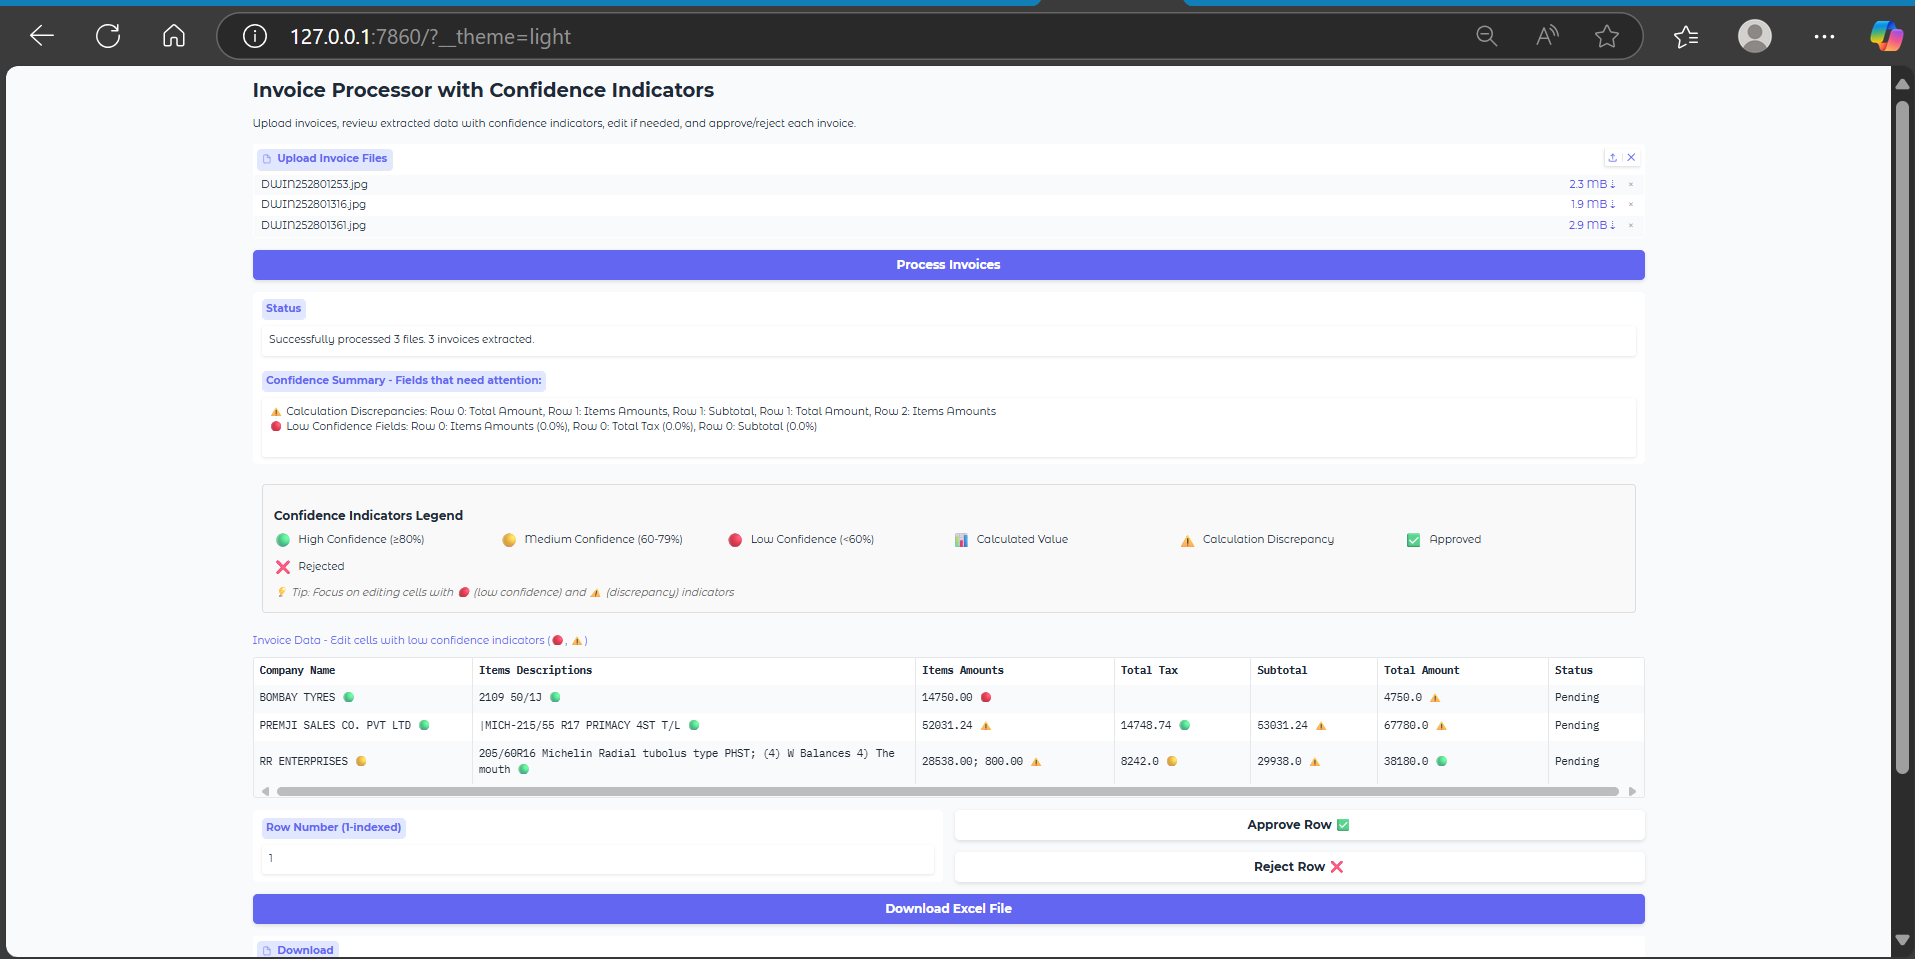 127.0.0.1:7860/?__theme=light
Invoice Processor with Confidence Indicators
Upload invoices, review extracted data with confidence indicators, edit if needed, and approve/reject each invoice.
Upload Invoice Files
DWIN252801253.jpg 2.3 MB ⇣ ×
DWIN252801316.jpg 1.9 MB ⇣ ×
DWIN252801361.jpg 2.9 MB ⇣ ×
Process Invoices
Status
Successfully processed 3 files. 3 invoices extracted.
Confidence Summary - Fields that need attention:
⚠️ Calculation Discrepancies: Row 0: Total Amount, Row 1: Items Amounts, Row 1: Subtotal, Row 1: Total Amount, Row 2: Items Amounts
🔴 Low Confidence Fields: Row 0: Items Amounts (0.0%), Row 0: Total Tax (0.0%), Row 0: Subtotal (0.0%)
Confidence Indicators Legend
🟢 High Confidence (≥80%) 🟡 Medium Confidence (60-79%) 🔴 Low Confidence (<60%) 📊 Calculated Value ⚠️ Calculation Discrepancy ✅ Approved
❌ Rejected
💡 Tip: Focus on editing cells with 🔴 (low confidence) and ⚠️ (discrepancy) indicators
Invoice Data - Edit cells with low confidence indicators (🔴, ⚠️)
Company Name Items Descriptions Items Amounts Total Tax Subtotal Total Amount Status
BOMBAY TYRES 🟢 2109 50/1J 🟢 14750.00 🔴 4750.0 ⚠️ Pending
PREMJI SALES CO. PVT LTD 🟢 |MICH-215/55 R17 PRIMACY 4ST T/L 🟢 52031.24 ⚠️ 14748.74 🟢 53031.24 ⚠️ 67780.0 ⚠️ Pending
RR ENTERPRISES 🟡 205/60R16 Michelin Radial tubolus type PHST; (4) W Balances 4) The
mouth 🟢 28538.00; 800.00 ⚠️ 8242.0 🟡 29938.0 ⚠️ 38180.0 🟢 Pending
Row Number (1-indexed)
1
Approve Row ✅
Reject Row ❌
Download Excel File
Download